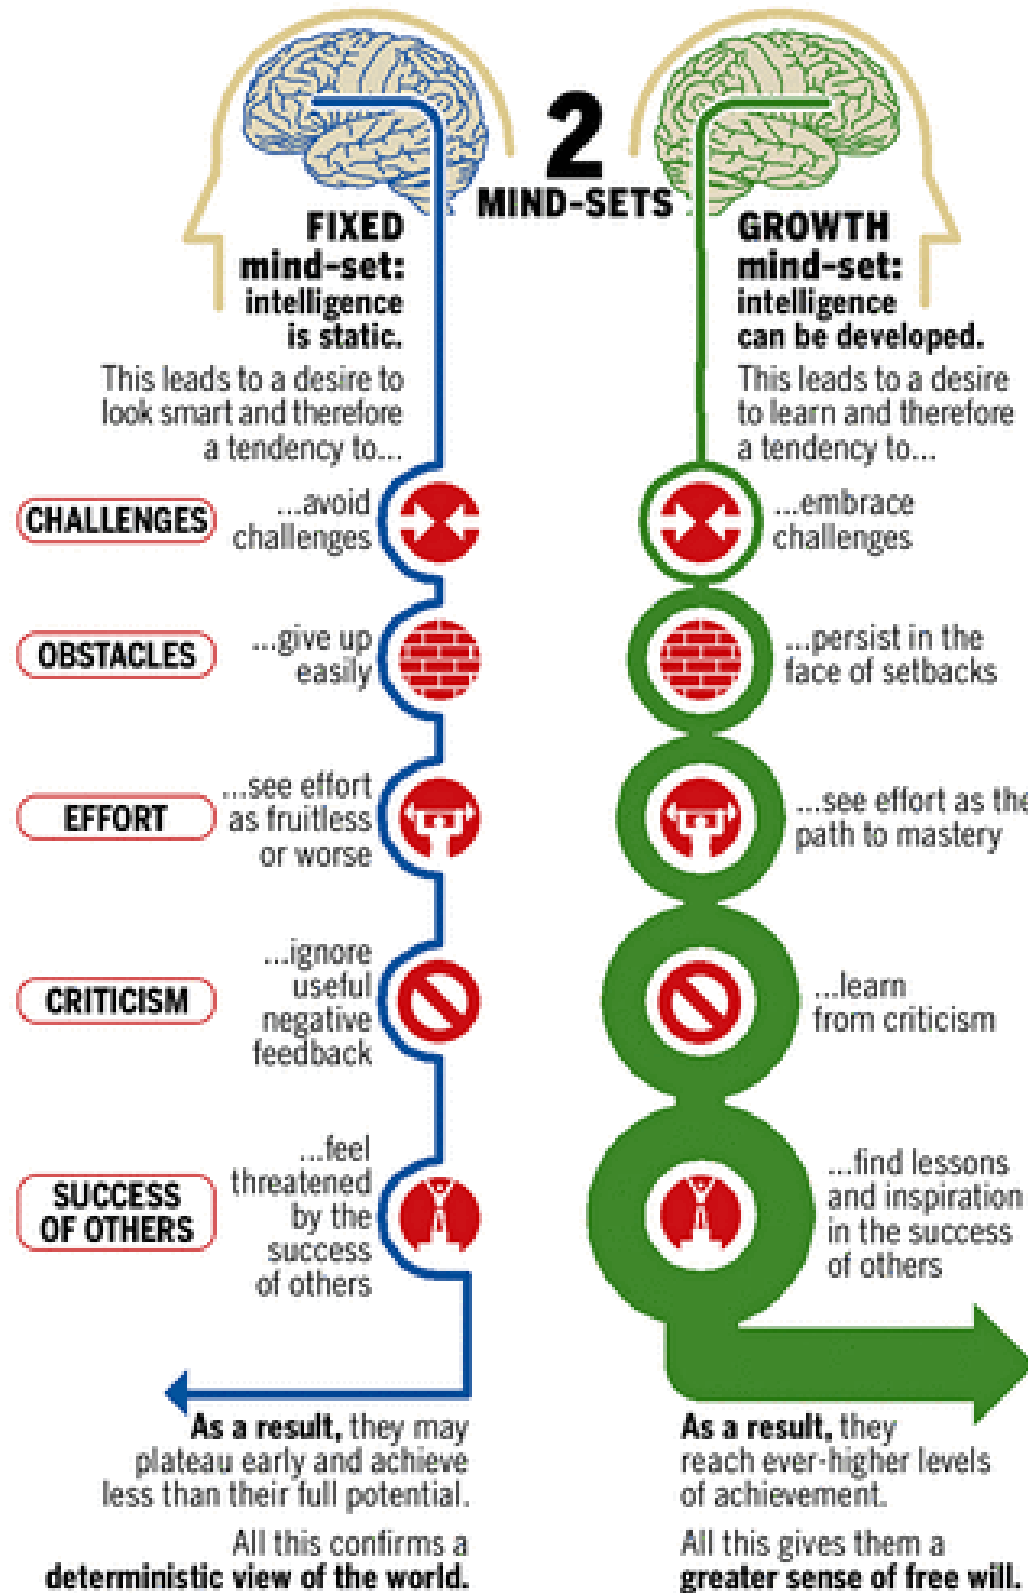 2
MIND-SETS
FIXED
mind-set:
intelligence
is static.
This leads to a desire to
look smart and therefore
a tendency to...
GROWTH
mind-set:
intelligence
can be developed.
This leads to a desire
to learn and therefore
a tendency to...
CHALLENGES
...avoid
challenges
...embrace
challenges
OBSTACLES
...give up
easily
...persist in the
face of setbacks
EFFORT
...see effort
as fruitless
or worse
...see effort as the
path to mastery
CRITICISM
...ignore
useful
negative
feedback
...learn
from criticism
SUCCESS
OF OTHERS
...feel
threatened
by the
success
of others
...find lessons
and inspiration
in the success
of others
As a result, they may
plateau early and achieve
less than their full potential.
All this confirms a
deterministic view of the world.
As a result, they
reach ever-higher levels
of achievement.
All this gives them a
greater sense of free will.